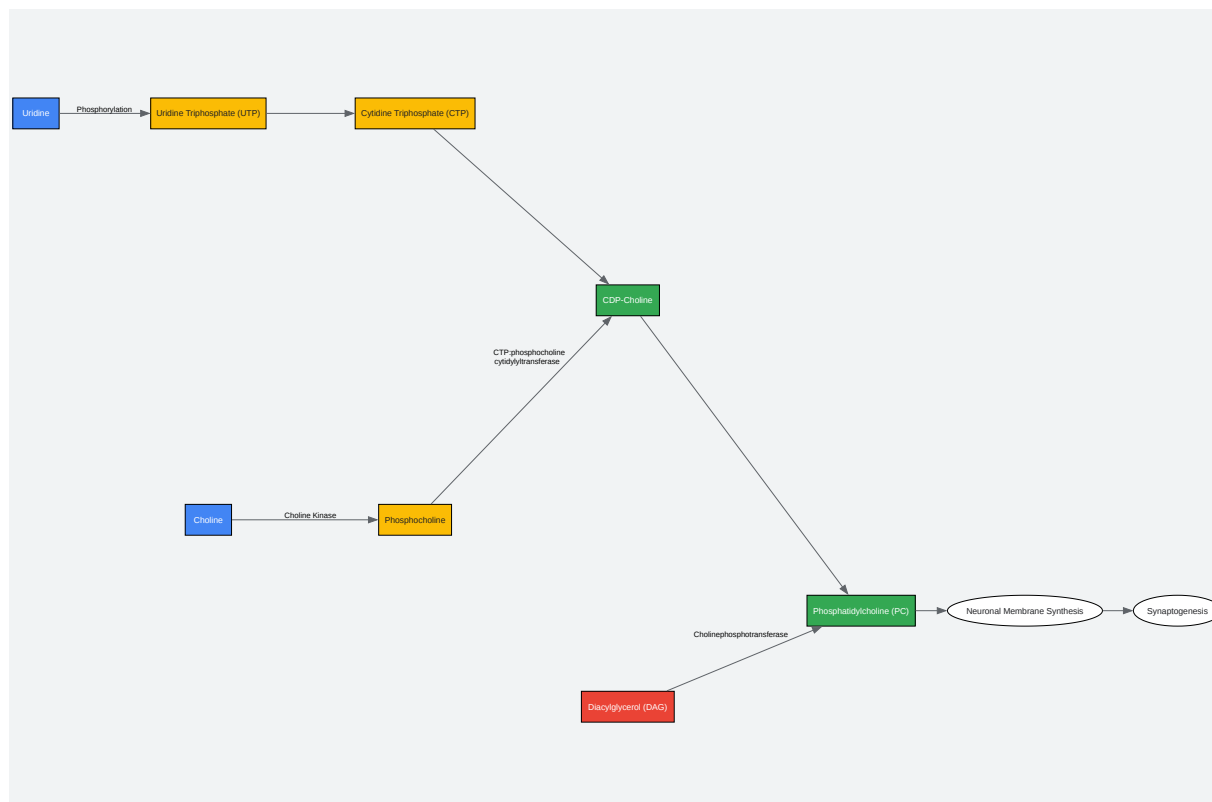 Uridine
Phosphorylation
Uridine Triphosphate (UTP)
Cytidine Triphosphate (CTP)
CDP-Choline
CTP:phosphocholine
cytidylyltransferase
Choline
Choline Kinase
Phosphocholine
Phosphatidylcholine (PC)
Neuronal Membrane Synthesis
Synaptogenesis
Cholinephosphotransferase
Diacylglycerol (DAG)